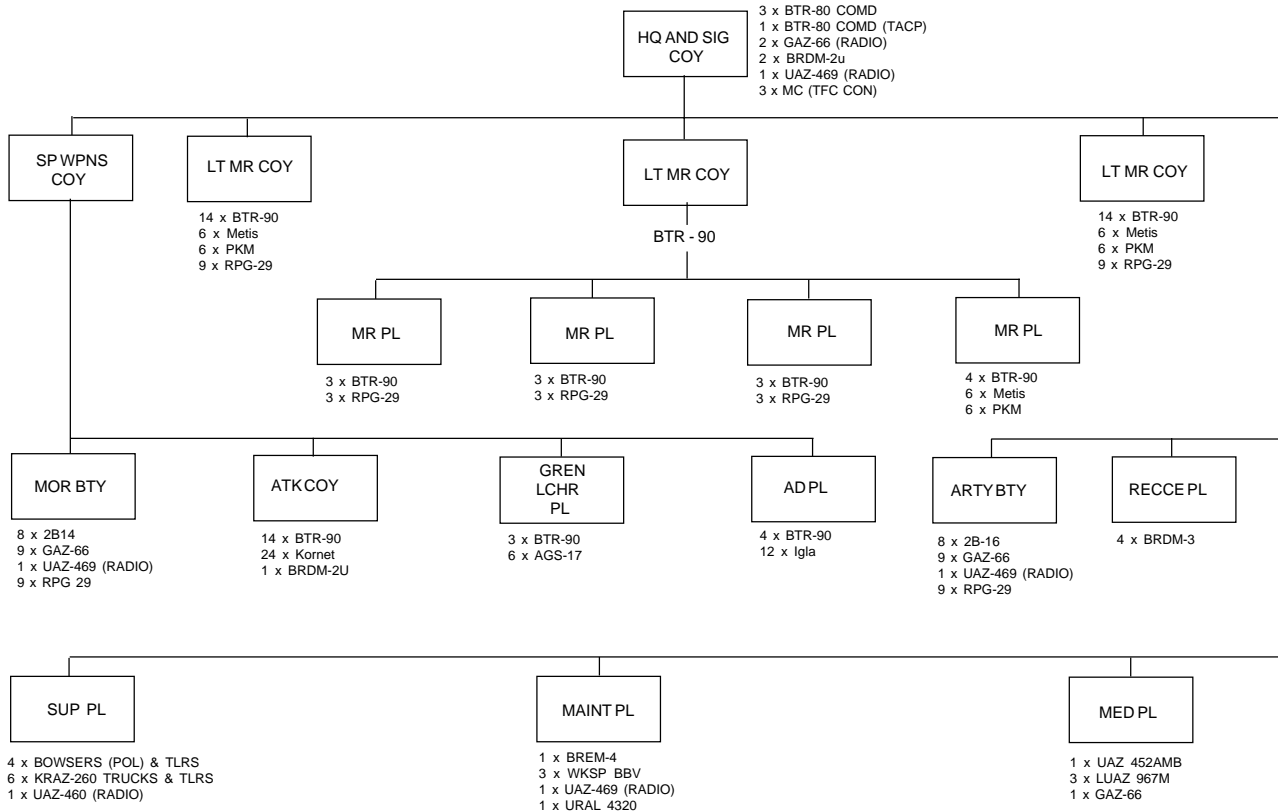 HQ AND SIG
COY
3 x BTR-80 COMD
1 x BTR-80 COMD (TACP)
2 x GAZ-66 (RADIO)
2 x BRDM-2u
1 x UAZ-469 (RADIO)
3 x MC (TFC CON)
SP WPNS
COY
LT MR COY
14 x BTR-90
6 x Metis
6 x PKM
9 x RPG-29
LT MR COY
BTR - 90
LT MR COY
14 x BTR-90
6 x Metis
6 x PKM
9 x RPG-29
MR PL
3 x BTR-90
3 x RPG-29
MR PL
3 x BTR-90
3 x RPG-29
MR PL
3 x BTR-90
3 x RPG-29
MR PL
4 x BTR-90
6 x Metis
6 x PKM
MOR BTY
8 x 2B14
9 x GAZ-66
1 x UAZ-469 (RADIO)
9 x RPG 29
ATK COY
14 x BTR-90
24 x Kornet
1 x BRDM-2U
GREN
LCHR
PL
3 x BTR-90
6 x AGS-17
AD PL
4 x BTR-90
12 x Igla
ARTY BTY
8 x 2B-16
9 x GAZ-66
1 x UAZ-469 (RADIO)
9 x RPG-29
RECCE PL
4 x BRDM-3
SUP PL
4 x BOWSERS (POL) & TLRS
6 x KRAZ-260 TRUCKS & TLRS
1 x UAZ-460 (RADIO)
MAINT PL
1 x BREM-4
3 x WKSP BBV
1 x UAZ-469 (RADIO)
1 x URAL 4320
MED PL
1 x UAZ 452AMB
3 x LUAZ 967M
1 x GAZ-66